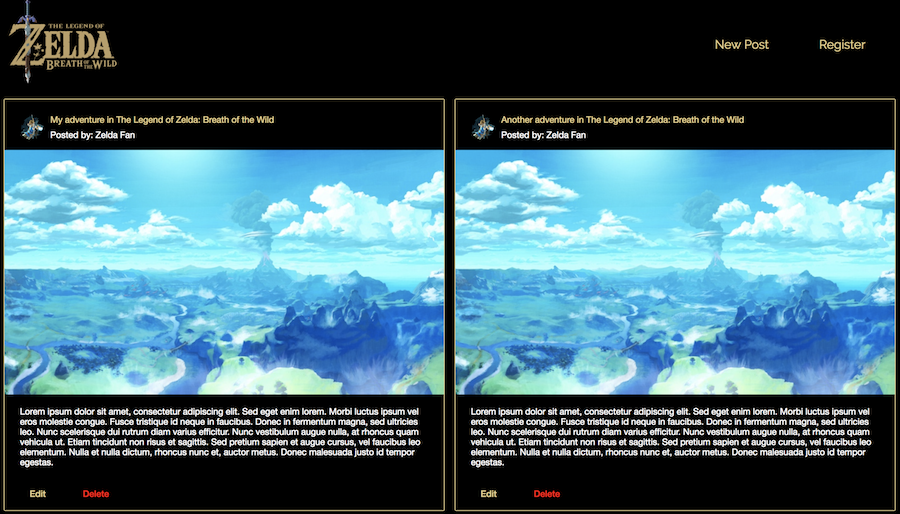 THE LEGEND OF
ZELDA
BREATH OF THE WILD
New Post
Register
My adventure in The Legend of Zelda: Breath of the Wild
Posted by: Zelda Fan
Lorem ipsum dolor sit amet, consectetur adipiscing elit. Sed eget enim lorem. Morbi luctus ipsum vel
eros molestie congue. Fusce tristique id neque in faucibus. Donec in fermentum magna, sed ultricies
leo. Nunc scelerisque dui rutrum diam varius efficitur. Nunc vestibulum augue nulla, at rhoncus quam
vehicula ut. Etiam tincidunt non risus et sagittis. Sed pretium sapien et augue cursus, vel faucibus leo
elementum. Nulla et nulla dictum, rhoncus nunc et, auctor metus. Donec malesuada justo id tempor
egestas.
Edit
Delete
Another adventure in The Legend of Zelda: Breath of the Wild
Posted by: Zelda Fan
Lorem ipsum dolor sit amet, consectetur adipiscing elit. Sed eget enim lorem. Morbi luctus ipsum vel
eros molestie congue. Fusce tristique id neque in faucibus. Donec in fermentum magna, sed ultricies
leo. Nunc scelerisque dui rutrum diam varius efficitur. Nunc vestibulum augue nulla, at rhoncus quam
vehicula ut. Etiam tincidunt non risus et sagittis. Sed pretium sapien et augue cursus, vel faucibus leo
elementum. Nulla et nulla dictum, rhoncus nunc et, auctor metus. Donec malesuada justo id tempor
egestas.
Edit
Delete